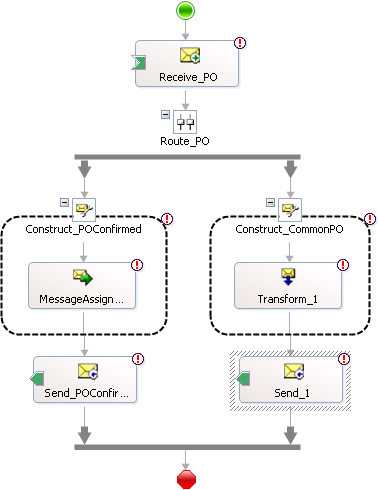 Receive_PO
Route_PO
Construct_POConfirmed
Construct_CommonPO
MessageAssign ...
Transform_1
Send_POConfir ...
Send_1